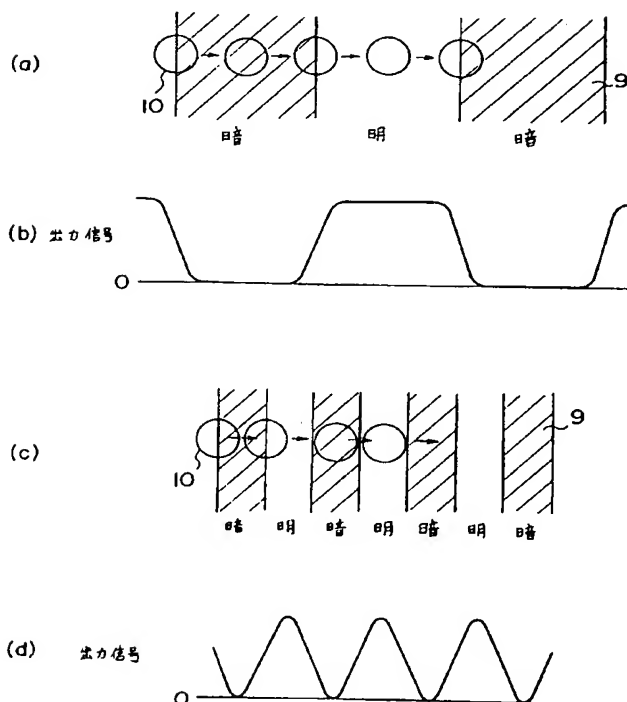 (a)
10
9
暗 明 暗
(b) 出力信号
0
(c)
10
9
暗 明 暗 明 暗 明 暗
(d) 出力信号
0